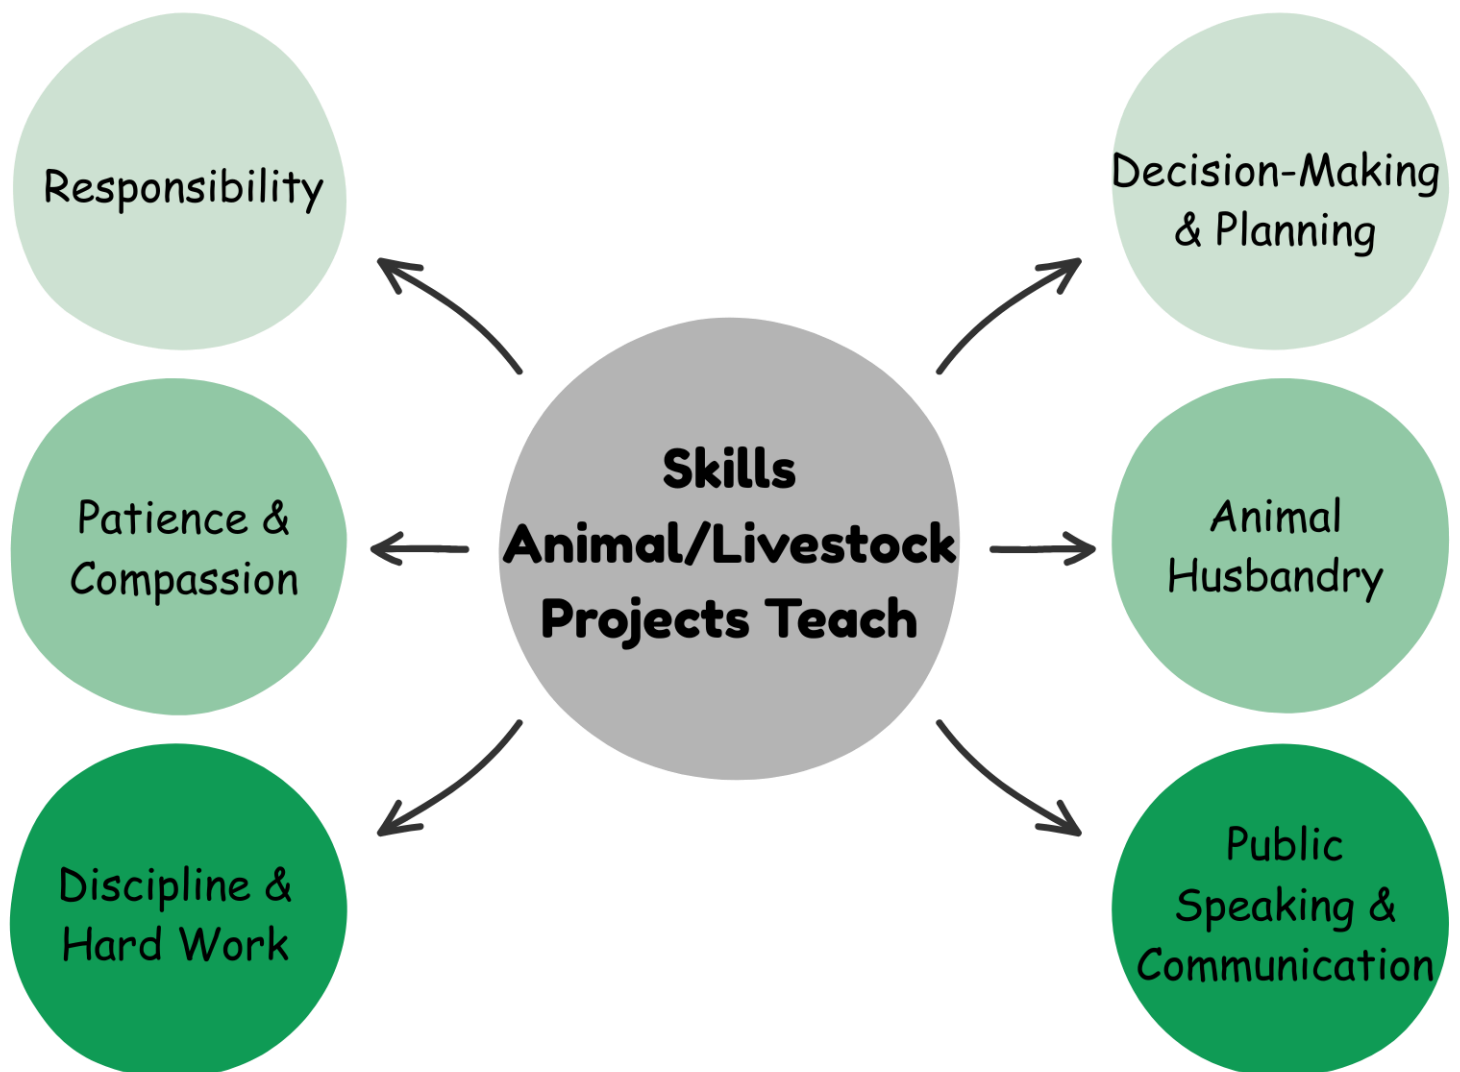 Responsibility
Patience &
Compassion
Discipline &
Hard Work
Skills
Animal/Livestock
Projects Teach
Decision-Making
& Planning
Animal
Husbandry
Public
Speaking &
Communication